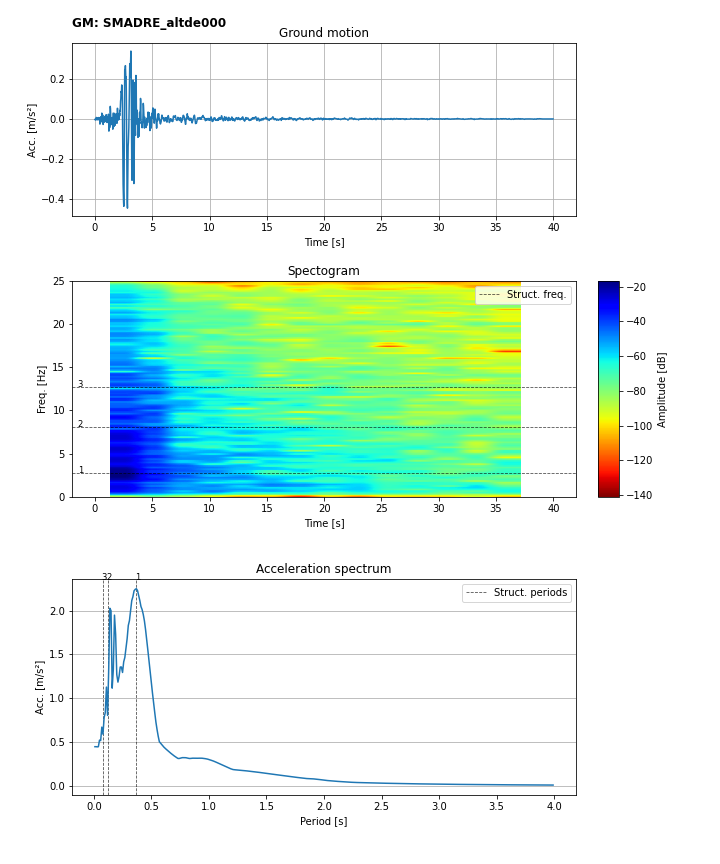 GM: SMADRE_altde000
Ground motion
Acc. [m/s²]
0.2
0.0
−0.2
−0.4
0 5 10 15 20 25 30 35 40
Time [s]
Spectogram
Freq. [Hz]
25
20
15
10
5
0
Struct. freq.
3
2
1
0 5 10 15 20 25 30 35 40
Time [s]
−20
−40
−60
−80
−100
−120
−140
Amplitude [dB]
Acceleration spectrum
32 1
Struct. periods
Acc. [m/s²]
2.0
1.5
1.0
0.5
0.0
0.0 0.5 1.0 1.5 2.0 2.5 3.0 3.5 4.0
Period [s]